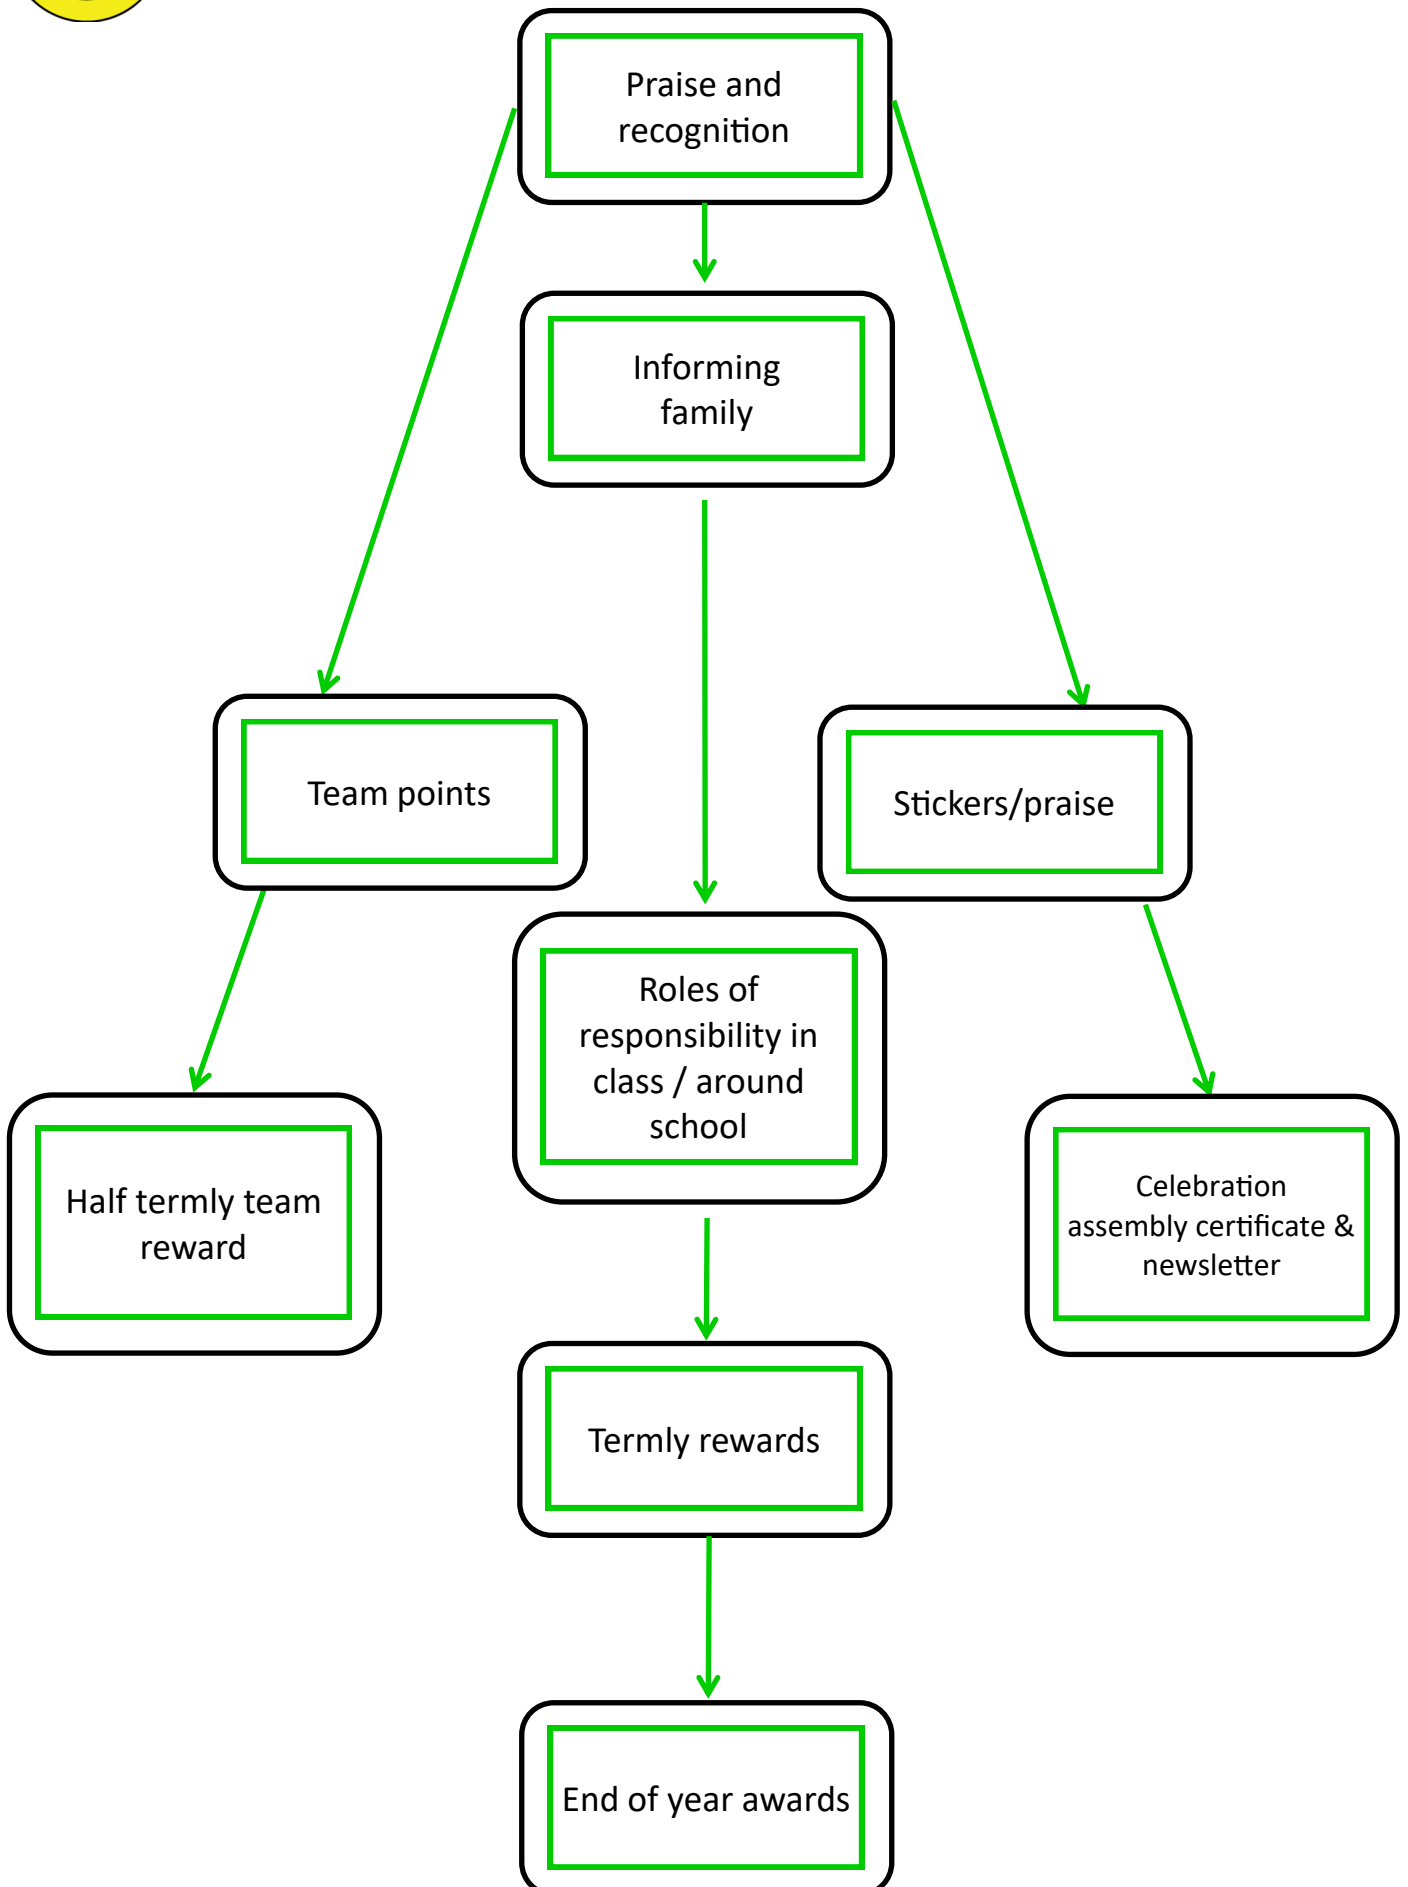 Praise and
recognition
Informing
family
Team points
Stickers/praise
Roles of
responsibility in
class / around
school
Half termly team
reward
Celebration
assembly certificate &
newsletter
Termly rewards
End of year awards